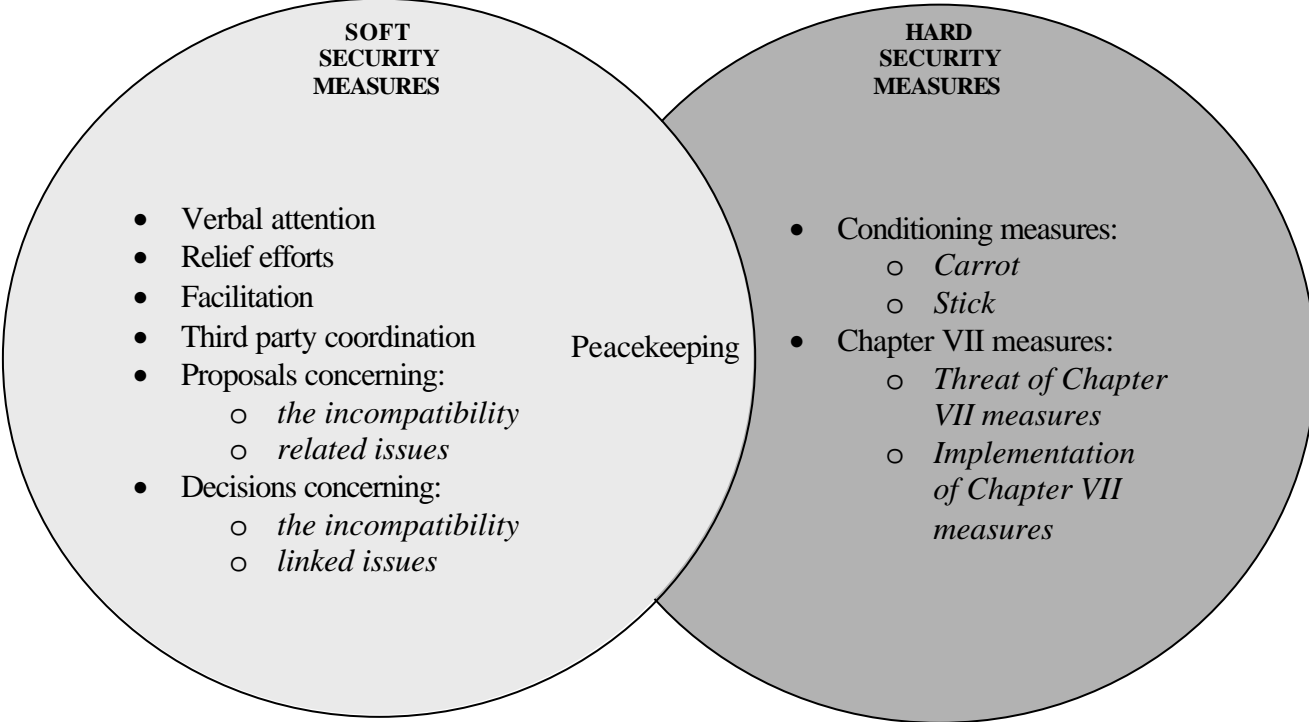 SOFT
SECURITY
MEASURES
• Verbal attention
• Relief efforts
• Facilitation
• Third party coordination
• Proposals concerning:
o the incompatibility
o related issues
• Decisions concerning:
o the incompatibility
o linked issues
Peacekeeping
HARD
SECURITY
MEASURES
• Conditioning measures:
o Carrot
o Stick
• Chapter VII measures:
o Threat of Chapter
VII measures
o Implementation
of Chapter VII
measures